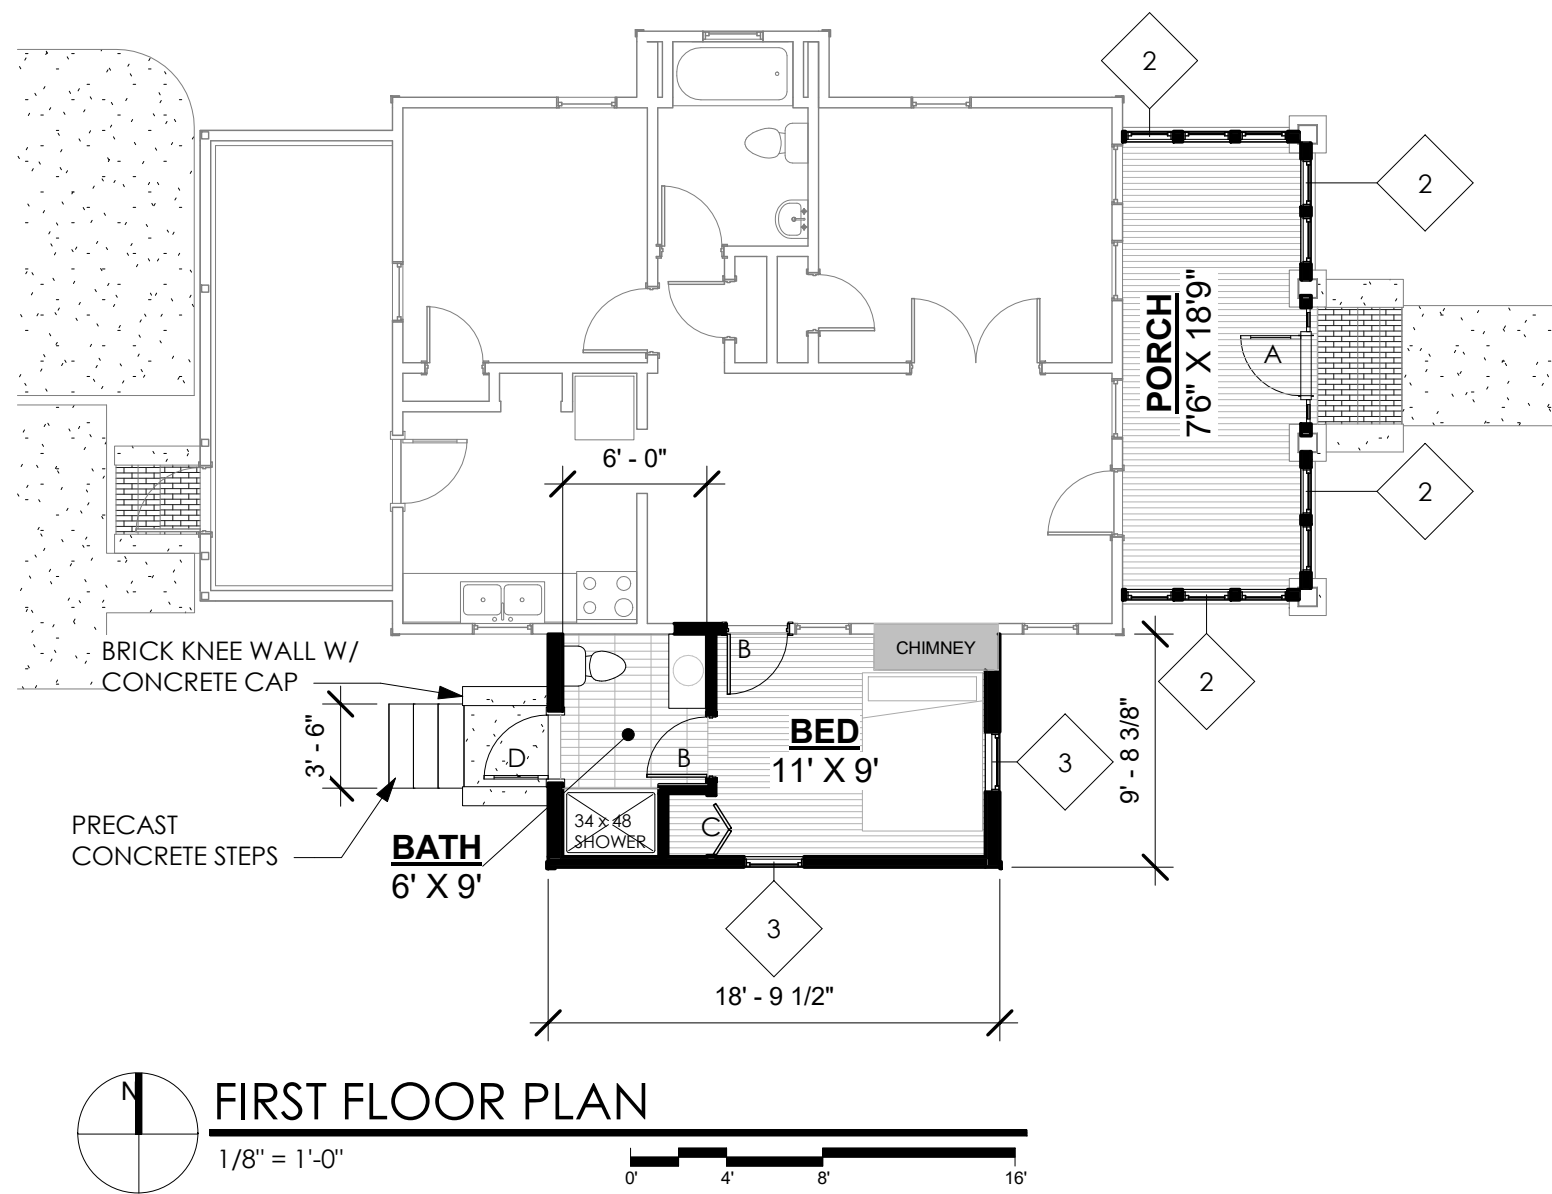 2
2
PORCH
7'6" X 18'9"
A
6' - 0"
2
BRICK KNEE WALL W/
CONCRETE CAP
B
CHIMNEY
2
3' - 6"
D
B
BED
11' X 9'
3
9' - 8 3/8"
PRECAST
CONCRETE STEPS
34 x 48
SHOWER
C
BATH
6' X 9'
3
18' - 9 1/2"
N
FIRST FLOOR PLAN
1/8" = 1'-0"
0' 4' 8' 16'